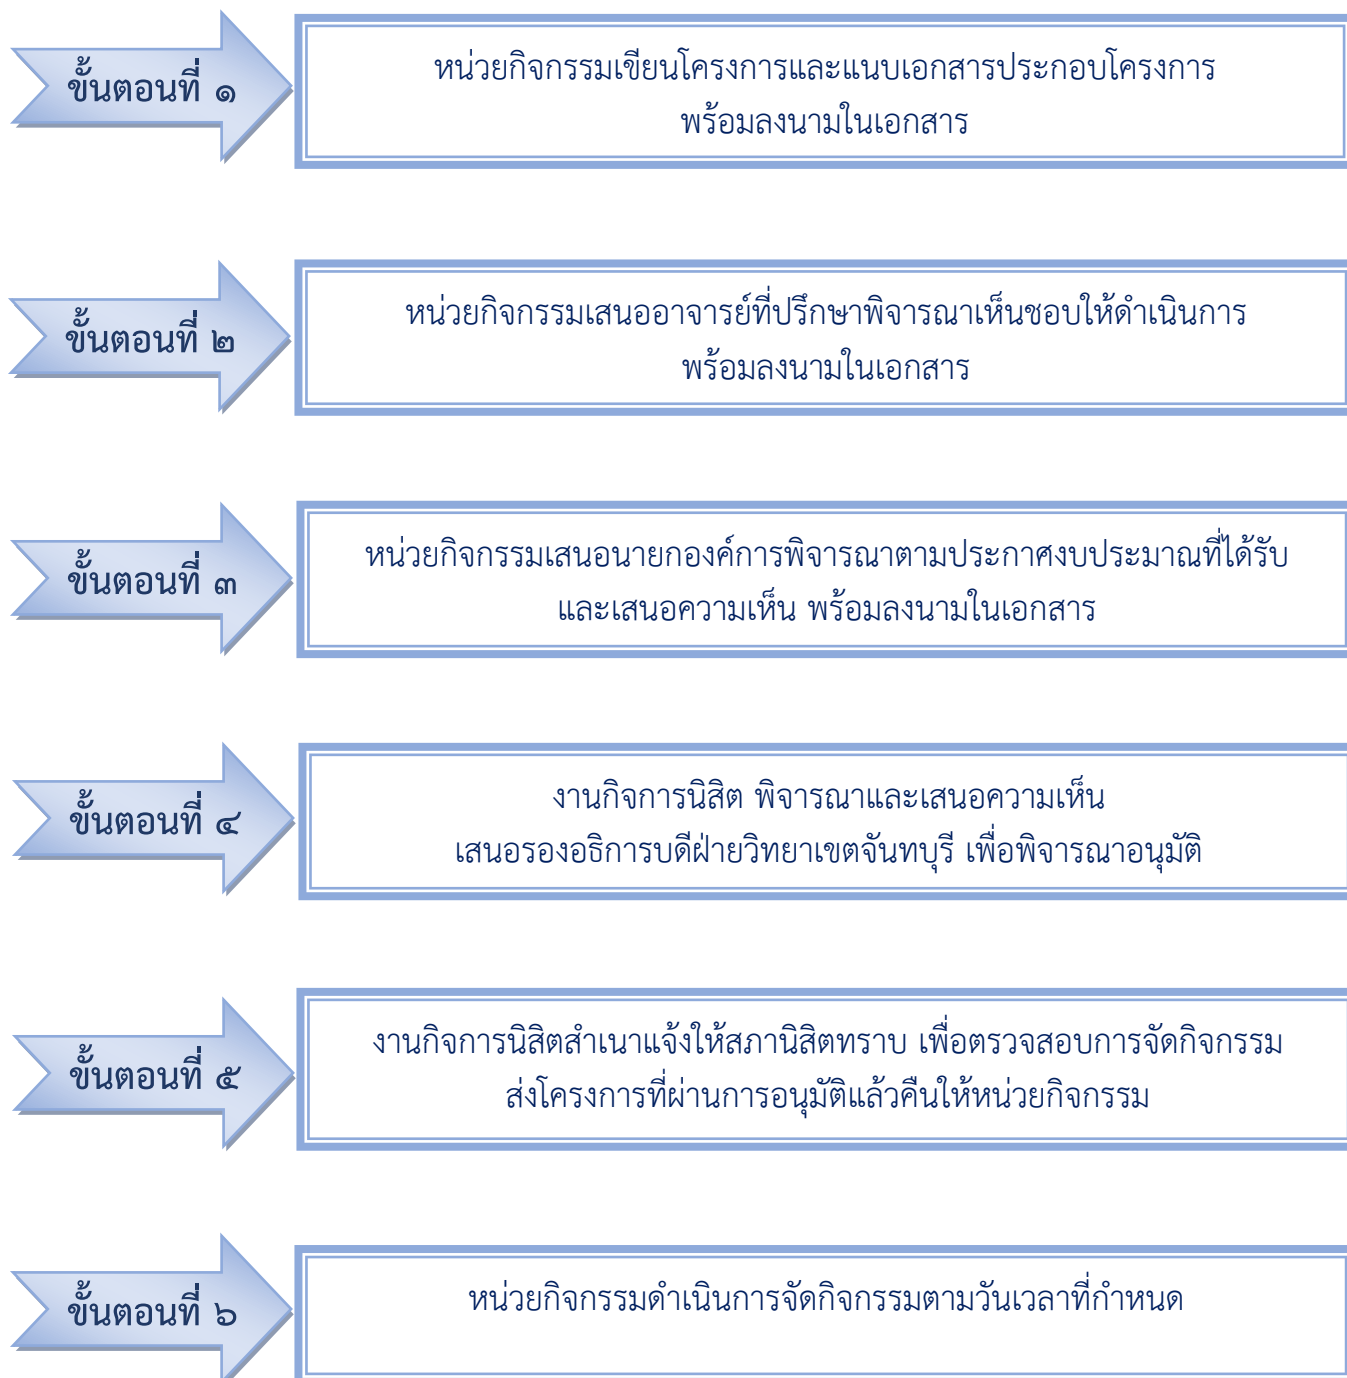 ขั้นตอนที่ ๑
หน่วยกิจกรรมเขียนโครงการและแนบเอกสารประกอบโครงการ
พร้อมลงนามในเอกสาร
ขั้นตอนที่ ๒
หน่วยกิจกรรมเสนออาจารย์ที่ปรึกษาพิจารณาเห็นชอบให้ดำเนินการ
พร้อมลงนามในเอกสาร
ขั้นตอนที่ ๓
หน่วยกิจกรรมเสนอนายกองค์การพิจารณาตามประกาศงบประมาณที่ได้รับ
และเสนอความเห็น พร้อมลงนามในเอกสาร
ขั้นตอนที่ ๔
งานกิจการนิสิต พิจารณาและเสนอความเห็น
เสนอรองอธิการบดีฝ่ายวิทยาเขตจันทบุรี เพื่อพิจารณาอนุมัติ
ขั้นตอนที่ ๕
งานกิจการนิสิตสำเนาแจ้งให้สภานิสิตทราบ เพื่อตรวจสอบการจัดกิจกรรม
ส่งโครงการที่ผ่านการอนุมัติแล้วคืนให้หน่วยกิจกรรม
ขั้นตอนที่ ๖
หน่วยกิจกรรมดำเนินการจัดกิจกรรมตามวันเวลาที่กำหนด